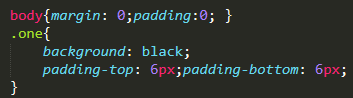 body{margin: 0;padding:0; }
.one{
    background: black;
    padding-top: 6px;padding-bottom: 6px;
}